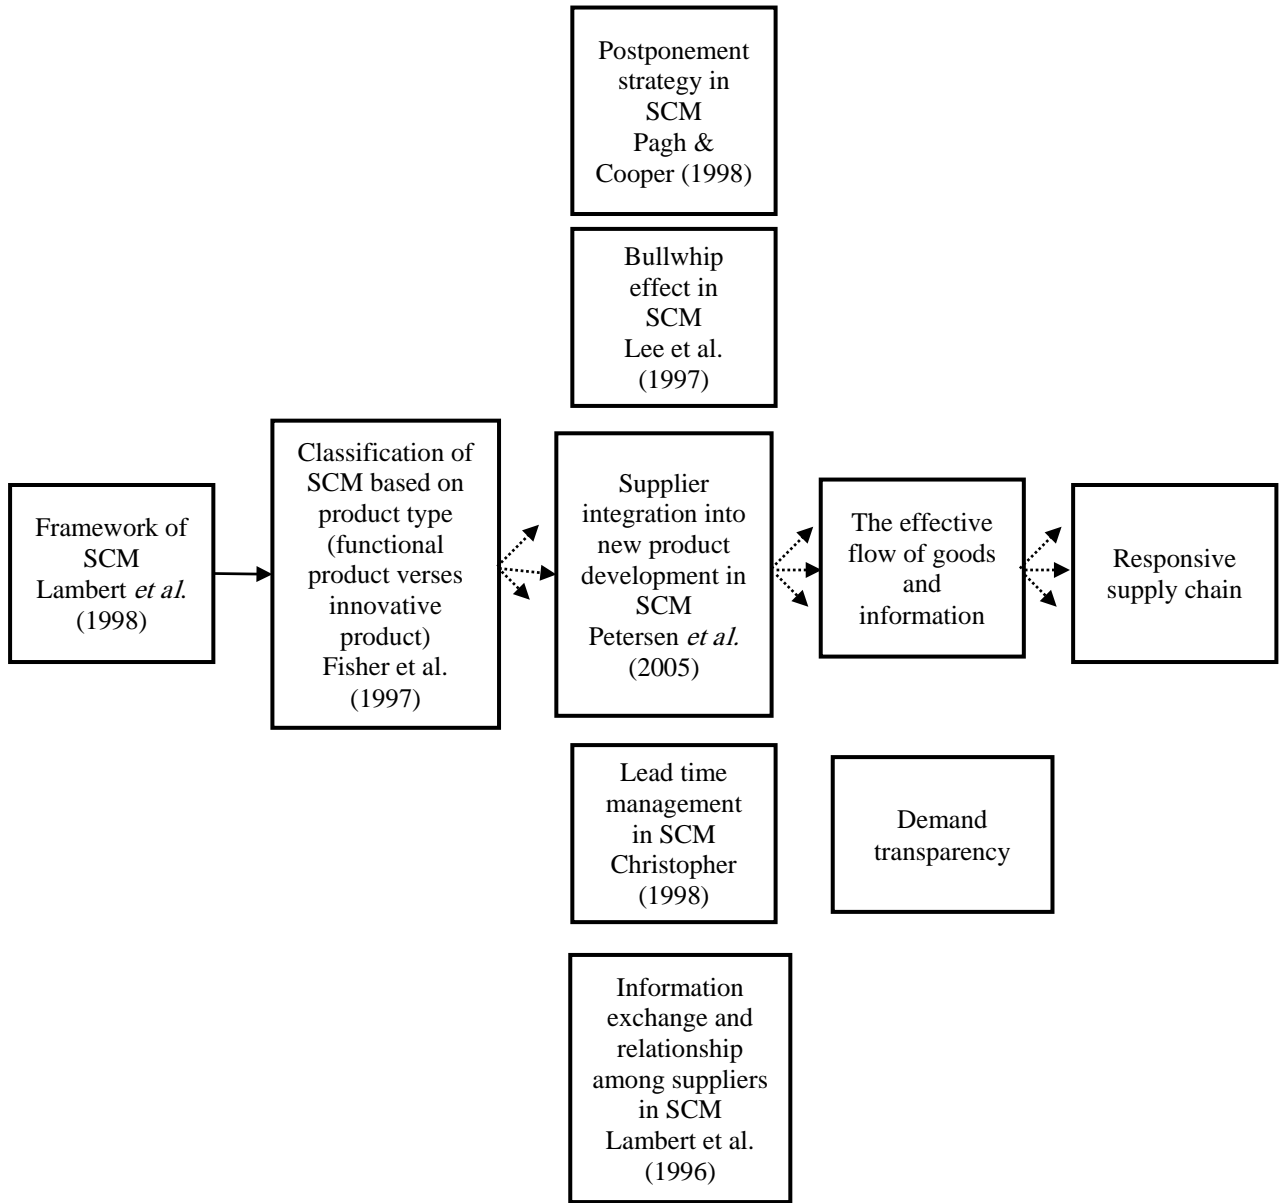 Postponement
strategy in
SCM
Pagh &
Cooper (1998)
Bullwhip
effect in
SCM
Lee et al.
(1997)
Framework of
SCM
Lambert et al.
(1998)
Classification of
SCM based on
product type
(functional
product verses
innovative
product)
Fisher et al.
(1997)
Supplier
integration into
new product
development in
SCM
Petersen et al.
(2005)
The effective
flow of goods
and
information
Responsive
supply chain
Lead time
management
in SCM
Christopher
(1998)
Demand
transparency
Information
exchange and
relationship
among suppliers
in SCM
Lambert et al.
(1996)